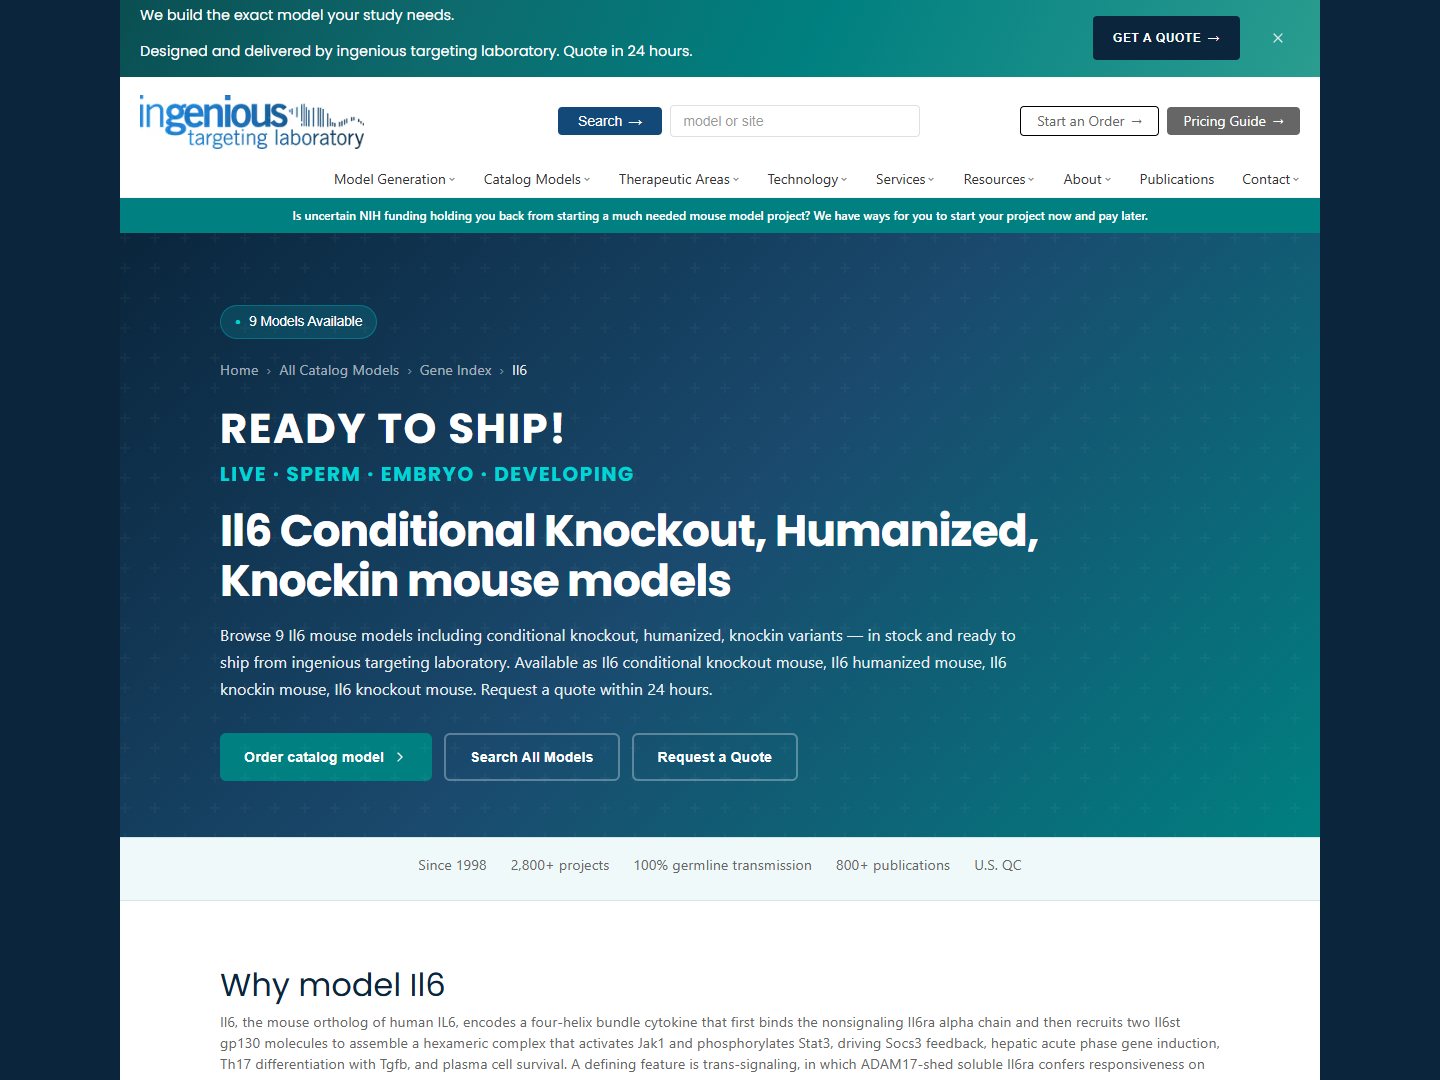 We build the exact model your study needs.
Designed and delivered by ingenious targeting laboratory. Quote in 24 hours.
GET A QUOTE →
×
ingenious
targeting laboratory
Search →
model or site
Start an Order →
Pricing Guide →
Model Generation
Catalog Models
Therapeutic Areas
Technology
Services
Resources
About
Publications
Contact
Is uncertain NIH funding holding you back from starting a much needed mouse model project? We have ways for you to start your project now and pay later.
• 9 Models Available
Home › All Catalog Models › Gene Index › Il6
READY TO SHIP!
LIVE · SPERM · EMBRYO · DEVELOPING
Il6 Conditional Knockout, Humanized,
Knockin mouse models
Browse 9 Il6 mouse models including conditional knockout, humanized, knockin variants — in stock and ready to
ship from ingenious targeting laboratory. Available as Il6 conditional knockout mouse, Il6 humanized mouse, Il6
knockin mouse, Il6 knockout mouse. Request a quote within 24 hours.
Order catalog model
Search All Models
Request a Quote
Since 1998
2,800+ projects
100% germline transmission
800+ publications
U.S. QC
Why model Il6
Il6, the mouse ortholog of human IL6, encodes a four-helix bundle cytokine that first binds the nonsignaling Il6ra alpha chain and then recruits two Il6st
gp130 molecules to assemble a hexameric complex that activates Jak1 and phosphorylates Stat3, driving Socs3 feedback, hepatic acute phase gene induction,
Th17 differentiation with Tgfb, and plasma cell survival. A defining feature is trans-signaling, in which ADAM17-shed soluble Il6ra confers responsiveness on